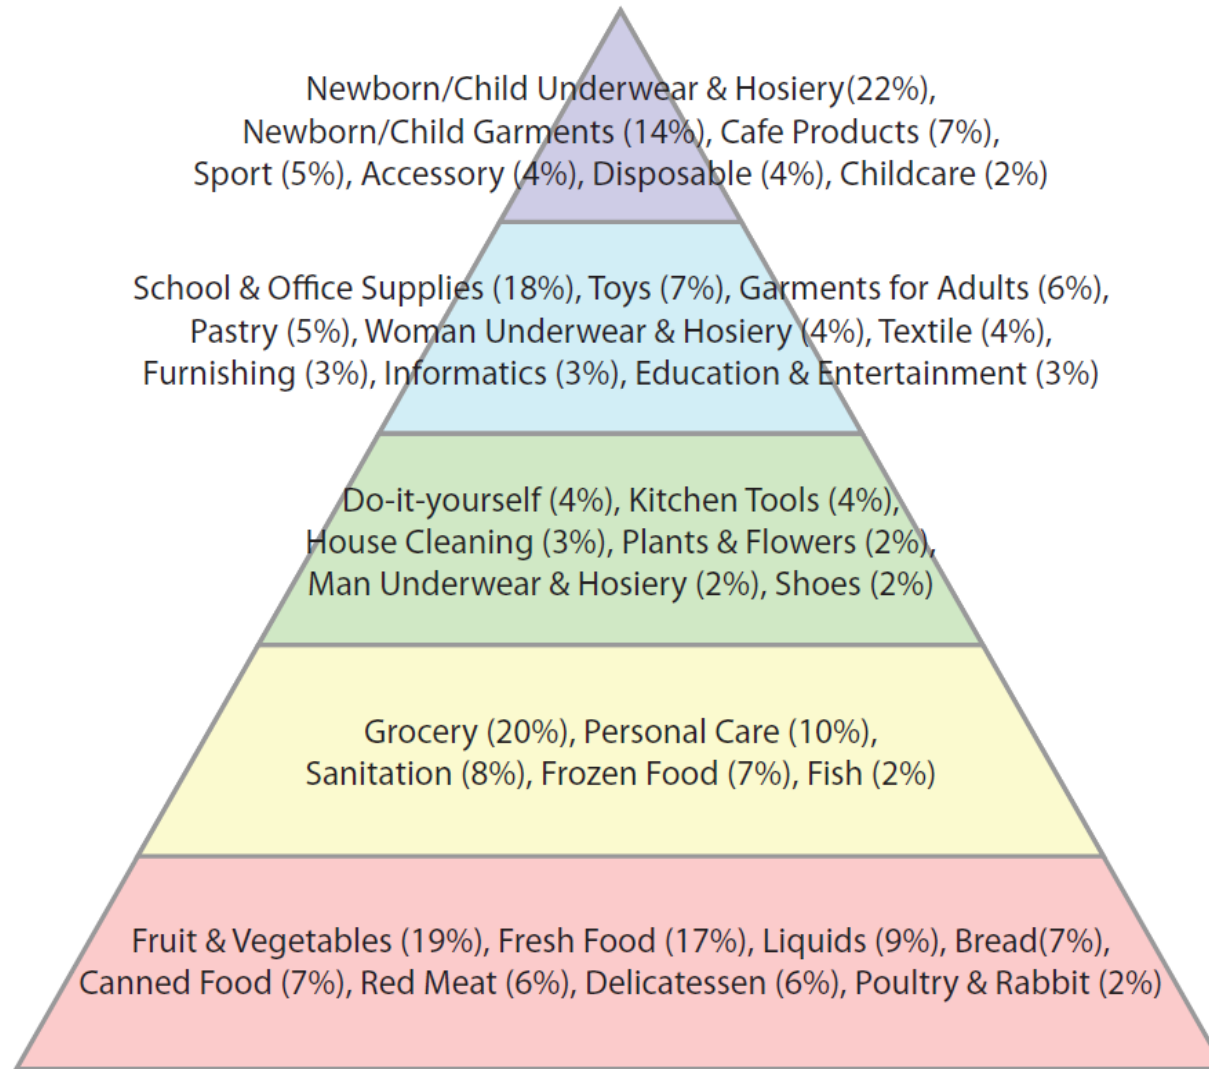 Newborn/Child Underwear & Hosiery(22%),
Newborn/Child Garments (14%), Cafe Products (7%),
Sport (5%), Accessory (4%), Disposable (4%), Childcare (2%)
School & Office Supplies (18%), Toys (7%), Garments for Adults (6%),
Pastry (5%), Woman Underwear & Hosiery (4%), Textile (4%),
Furnishing (3%), Informatics (3%), Education & Entertainment (3%)
Do-it-yourself (4%), Kitchen Tools (4%),
House Cleaning (3%), Plants & Flowers (2%),
Man Underwear & Hosiery (2%), Shoes (2%)
Grocery (20%), Personal Care (10%),
Sanitation (8%), Frozen Food (7%), Fish (2%)
Fruit & Vegetables (19%), Fresh Food (17%), Liquids (9%), Bread(7%),
Canned Food (7%), Red Meat (6%), Delicatessen (6%), Poultry & Rabbit (2%)